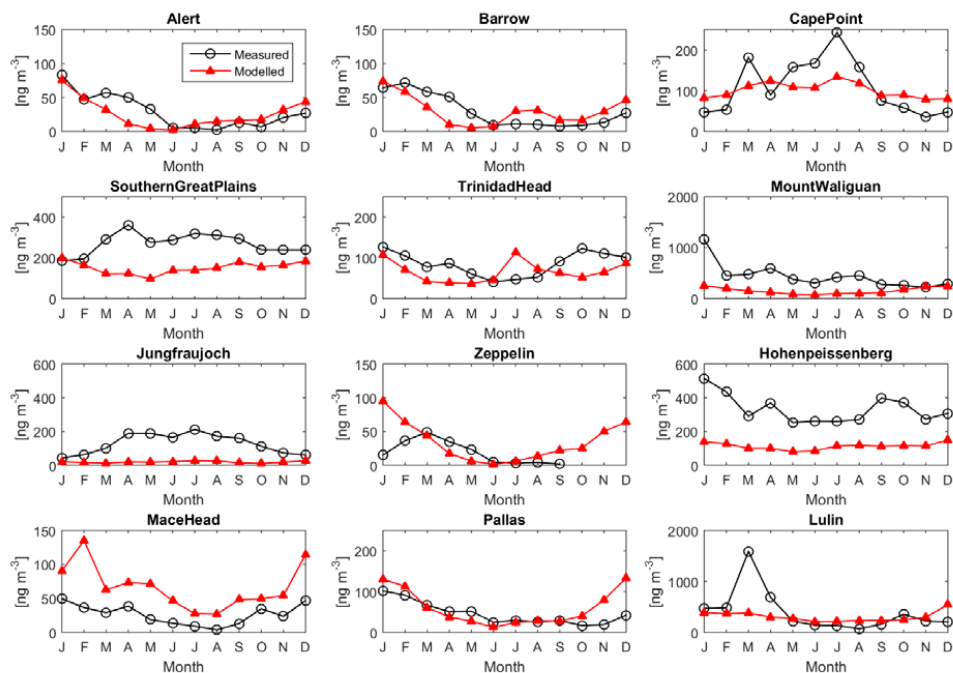 Alert
Barrow
CapePoint
150
100
50
0
[ng m⁻³]
Measured
Modelled
J F M A M J J A S O N D
Month
150
100
50
0
[ng m⁻³]
J F M A M J J A S O N D
Month
200
100
0
[ng m⁻³]
J F M A M J J A S O N D
Month
SouthernGreatPlains
TrinidadHead
MountWaliguan
400
200
0
[ng m⁻³]
J F M A M J J A S O N D
Month
200
100
0
[ng m⁻³]
J F M A M J J A S O N D
Month
2000
1000
0
[ng m⁻³]
J F M A M J J A S O N D
Month
Jungfraujoch
Zeppelin
Hohenpeissenberg
600
400
200
0
[ng m⁻³]
J F M A M J J A S O N D
Month
150
100
50
0
[ng m⁻³]
J F M A M J J A S O N D
Month
600
400
200
0
[ng m⁻³]
J F M A M J J A S O N D
Month
MaceHead
Pallas
Lulin
150
100
50
0
[ng m⁻³]
J F M A M J J A S O N D
Month
200
100
0
[ng m⁻³]
J F M A M J J A S O N D
Month
2000
1000
0
[ng m⁻³]
J F M A M J J A S O N D
Month